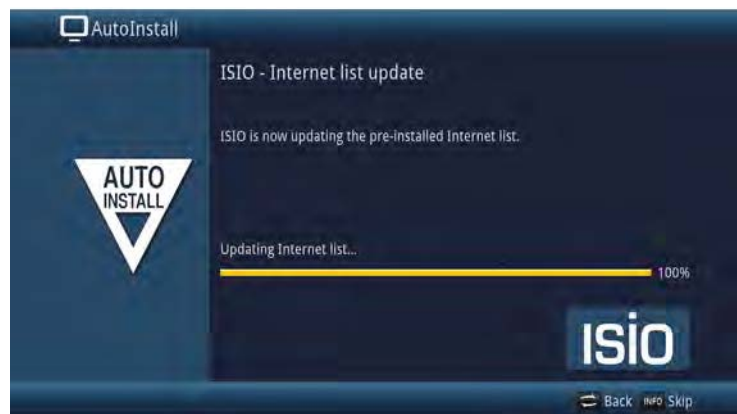 AutoInstall
ISIO - Internet list update
ISIO is now updating the pre-installed Internet list.
AUTO
INSTALL
Updating Internet list...
100%
ISIO
Back INFO Skip